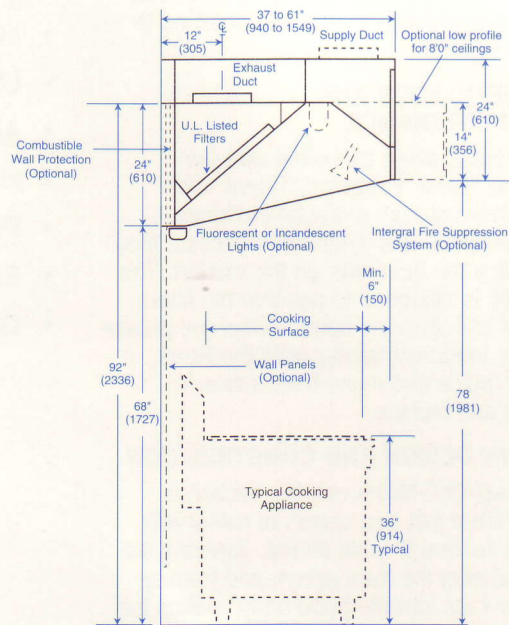 37 to 61"
(940 to 1549)
℄
12"
(305)
Supply Duct
Optional low profile
for 8'0" ceilings
Exhaust
Duct
24"
(610)
14"
(356)
U.L. Listed
Filters
Combustible
Wall Protection
(Optional)
24"
(610)
Fluorescent or Incandescent
Lights (Optional)
Intergral Fire Suppression
System (Optional)
Min.
6"
(150)
Cooking
Surface
Wall Panels
(Optional)
92"
(2336)
68"
(1727)
78
(1981)
Typical Cooking
Appliance
36"
(914)
Typical